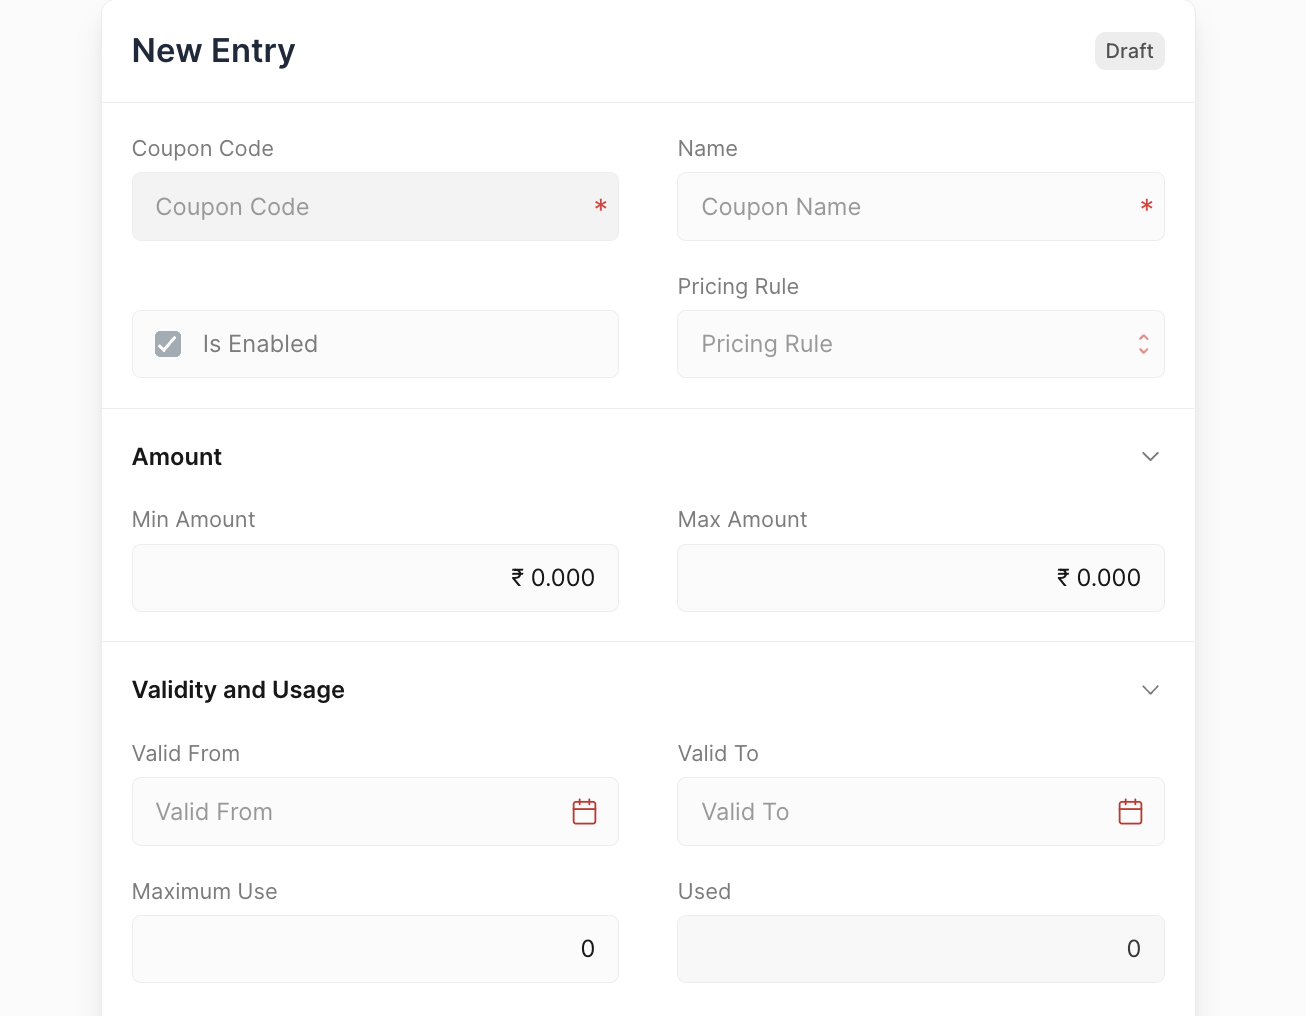 New Entry
Draft
Coupon Code
Name
Coupon Code *
Coupon Name *
Pricing Rule
Is Enabled
Pricing Rule
Amount
Min Amount
Max Amount
₹ 0.000
₹ 0.000
Validity and Usage
Valid From
Valid To
Valid From
Valid To
Maximum Use
Used
0
0